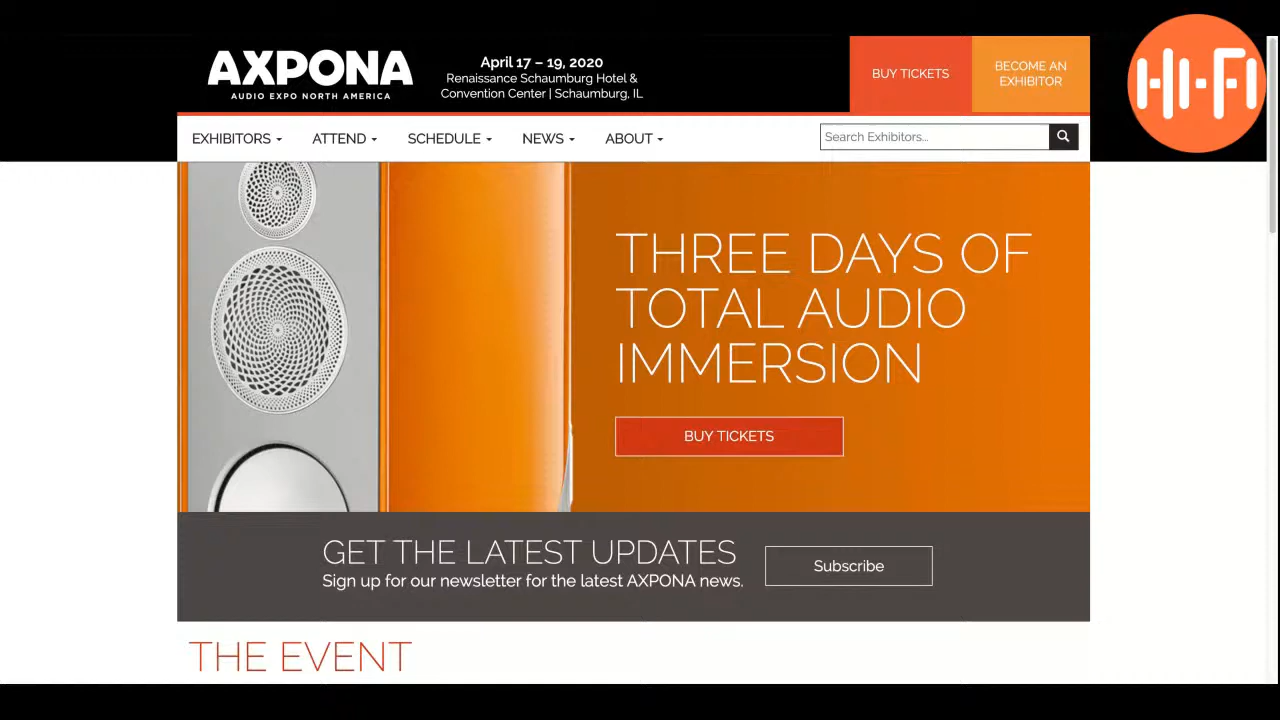 AXPONA
AUDIO EXPO NORTH AMERICA
April 17 – 19, 2020
Renaissance Schaumburg Hotel &
Convention Center | Schaumburg, IL
BUY TICKETS
BECOME AN
EXHIBITOR
HI-FI
EXHIBITORS
ATTEND
SCHEDULE
NEWS
ABOUT
Search Exhibitors...
THREE DAYS OF
TOTAL AUDIO
IMMERSION
BUY TICKETS
GET THE LATEST UPDATES
Sign up for our newsletter for the latest AXPONA news.
Subscribe
THE EVENT